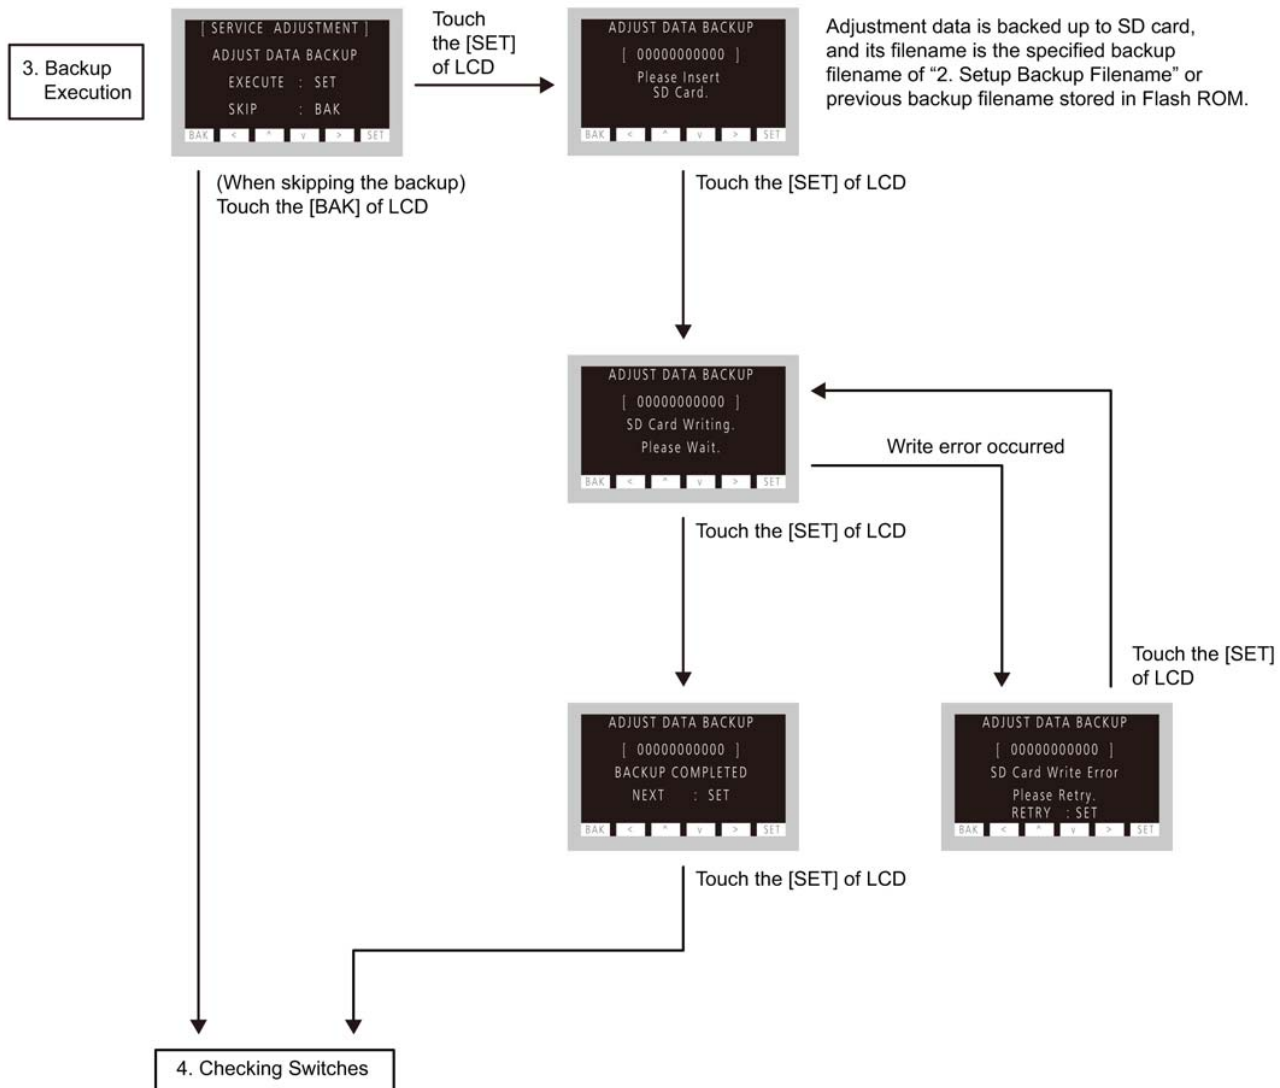 3. Backup
Execution
[ SERVICE ADJUSTMENT ]
ADJUST DATA BACKUP
EXECUTE : SET
SKIP : BAK
BAK < ^ v > SET
Touch
the [SET]
of LCD
ADJUST DATA BACKUP
[ 00000000000 ]
Please Insert
SD Card.
BAK < ^ v > SET
Adjustment data is backed up to SD card,
and its filename is the specified backup
filename of “2. Setup Backup Filename” or
previous backup filename stored in Flash ROM.
(When skipping the backup)
Touch the [BAK] of LCD
Touch the [SET] of LCD
ADJUST DATA BACKUP
[ 00000000000 ]
SD Card Writing.
Please Wait.
BAK < ^ v > SET
Write error occurred
Touch the [SET] of LCD
Touch the [SET]
of LCD
ADJUST DATA BACKUP
[ 00000000000 ]
BACKUP COMPLETED
NEXT : SET
BAK < ^ v > SET
ADJUST DATA BACKUP
[ 00000000000 ]
SD Card Write Error
Please Retry.
RETRY : SET
BAK < ^ v > SET
Touch the [SET] of LCD
4. Checking Switches